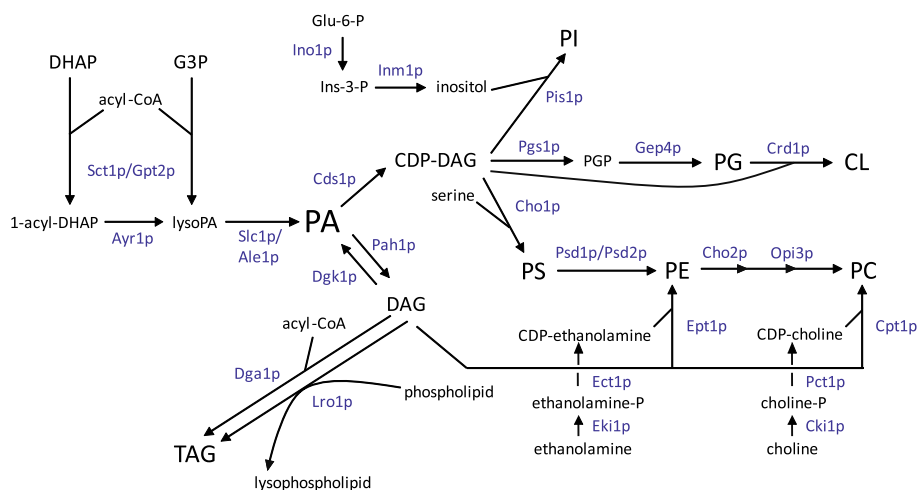 Glu-6-P
Ino1p
PI
DHAP
G3P
Inm1p
Ins-3-P
inositol
acyl-CoA
Pis1p
Pgs1p
Gep4p
Crd1p
CDP-DAG
PGP
PG
CL
Sct1p/Gpt2p
Cds1p
serine
Cho1p
1-acyl-DHAP
lysoPA
PA
Ayr1p
Slc1p/
Ale1p
Pah1p
Dgk1p
PS
Psd1p/Psd2p
PE
Cho2p
Opi3p
PC
DAG
acyl-CoA
CDP-ethanolamine
Ept1p
CDP-choline
Cpt1p
Dga1p
Lro1p
phospholipid
Ect1p
Pct1p
ethanolamine-P
choline-P
Eki1p
Cki1p
TAG
ethanolamine
choline
lysophospholipid